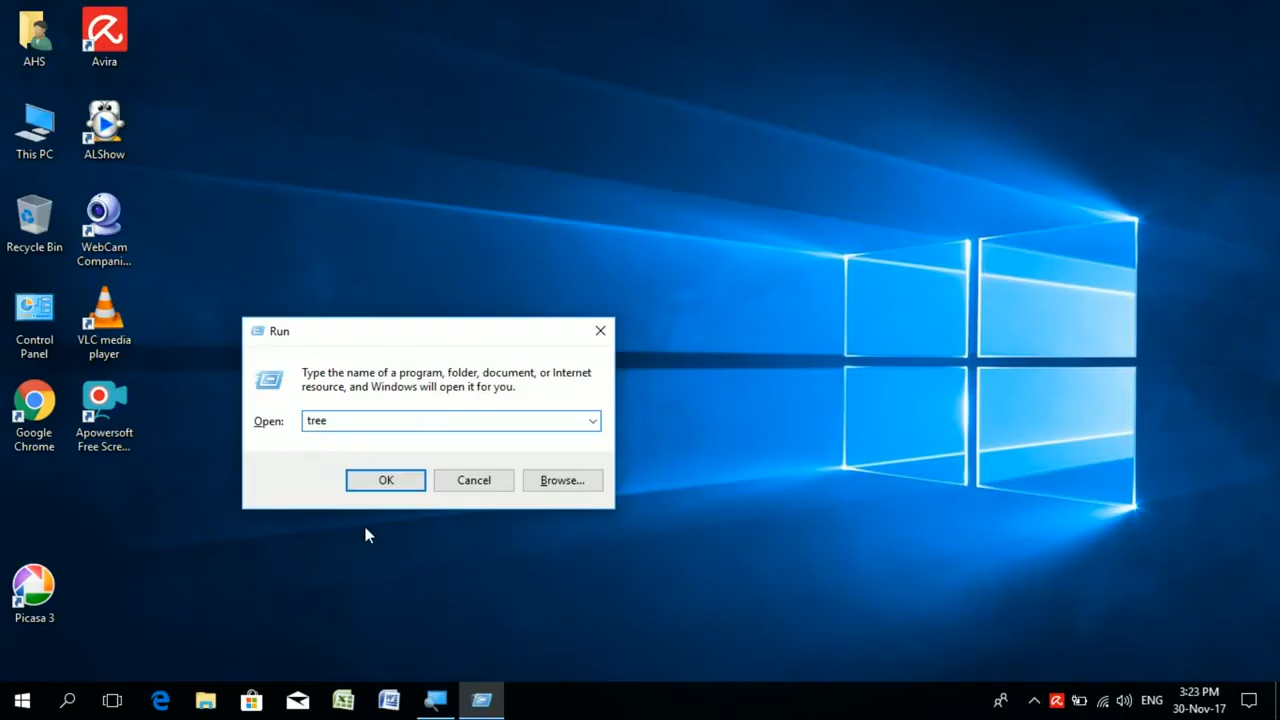 AHS
Avira
This PC
ALShow
Recycle Bin
WebCam
Compani...
Control
Panel
VLC media
player
Google
Chrome
Apowersoft
Free Scre...
Picasa 3
Run
Type the name of a program, folder, document, or Internet
resource, and Windows will open it for you.
Open:
tree
OK
Cancel
Browse...
ENG
3:23 PM
30-Nov-17